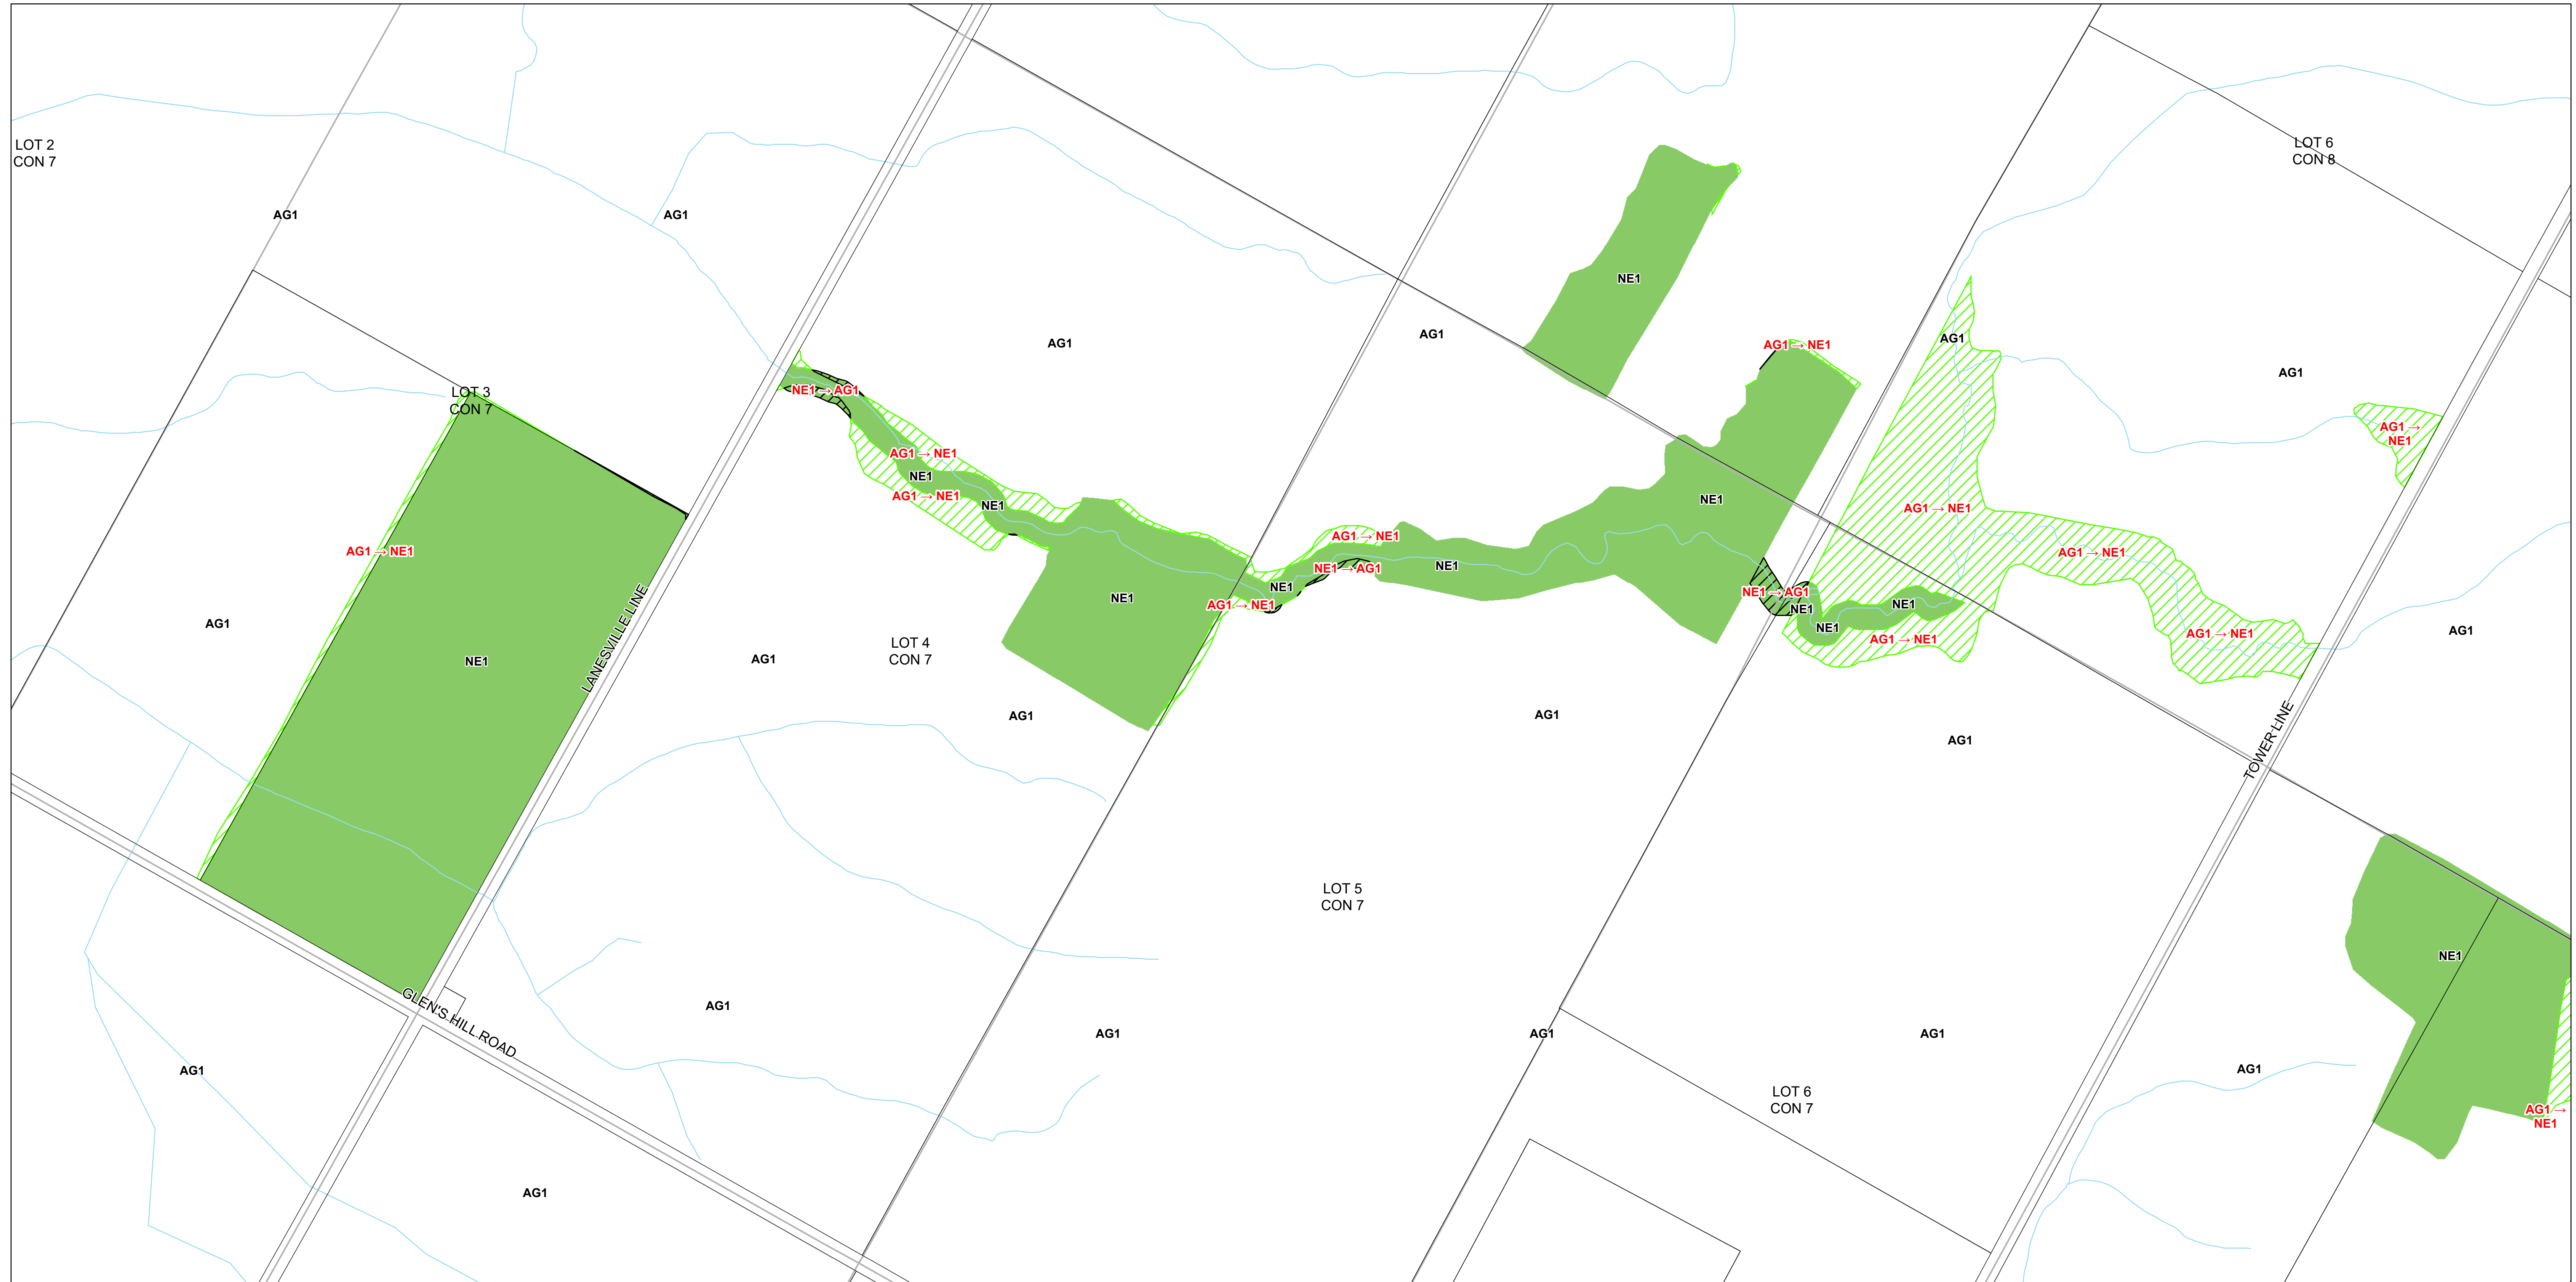 LOT 2
CON 7
LOT 6
CON 8
AG1
AG1
NE1
AG1
AG1
AG1
AG1 → NE1
AG1
LOT 3
CON 7
NE1 → AG1
AG1 →
NE1
AG1 → NE1
NE1
AG1 → NE1
NE1
NE1
AG1 → NE1
AG1 → NE1
AG1 → NE1
AG1 → NE1
NE1
NE1 → AG1
NE1
NE1 → AG1
NE1
AG1 → NE1
NE1
NE1
NE1
AG1
NE1
AG1
AG1 → NE1
AG1 → NE1
LANESVILLE LINE
LOT 4
CON 7
AG1
NE1
AG1
AG1
AG1
TOWER LINE
LOT 5
CON 7
NE1
GLEN'S HILL ROAD
AG1
AG1
AG1
AG1
AG1
AG1
LOT 6
CON 7
AG1 →
NE1
AG1